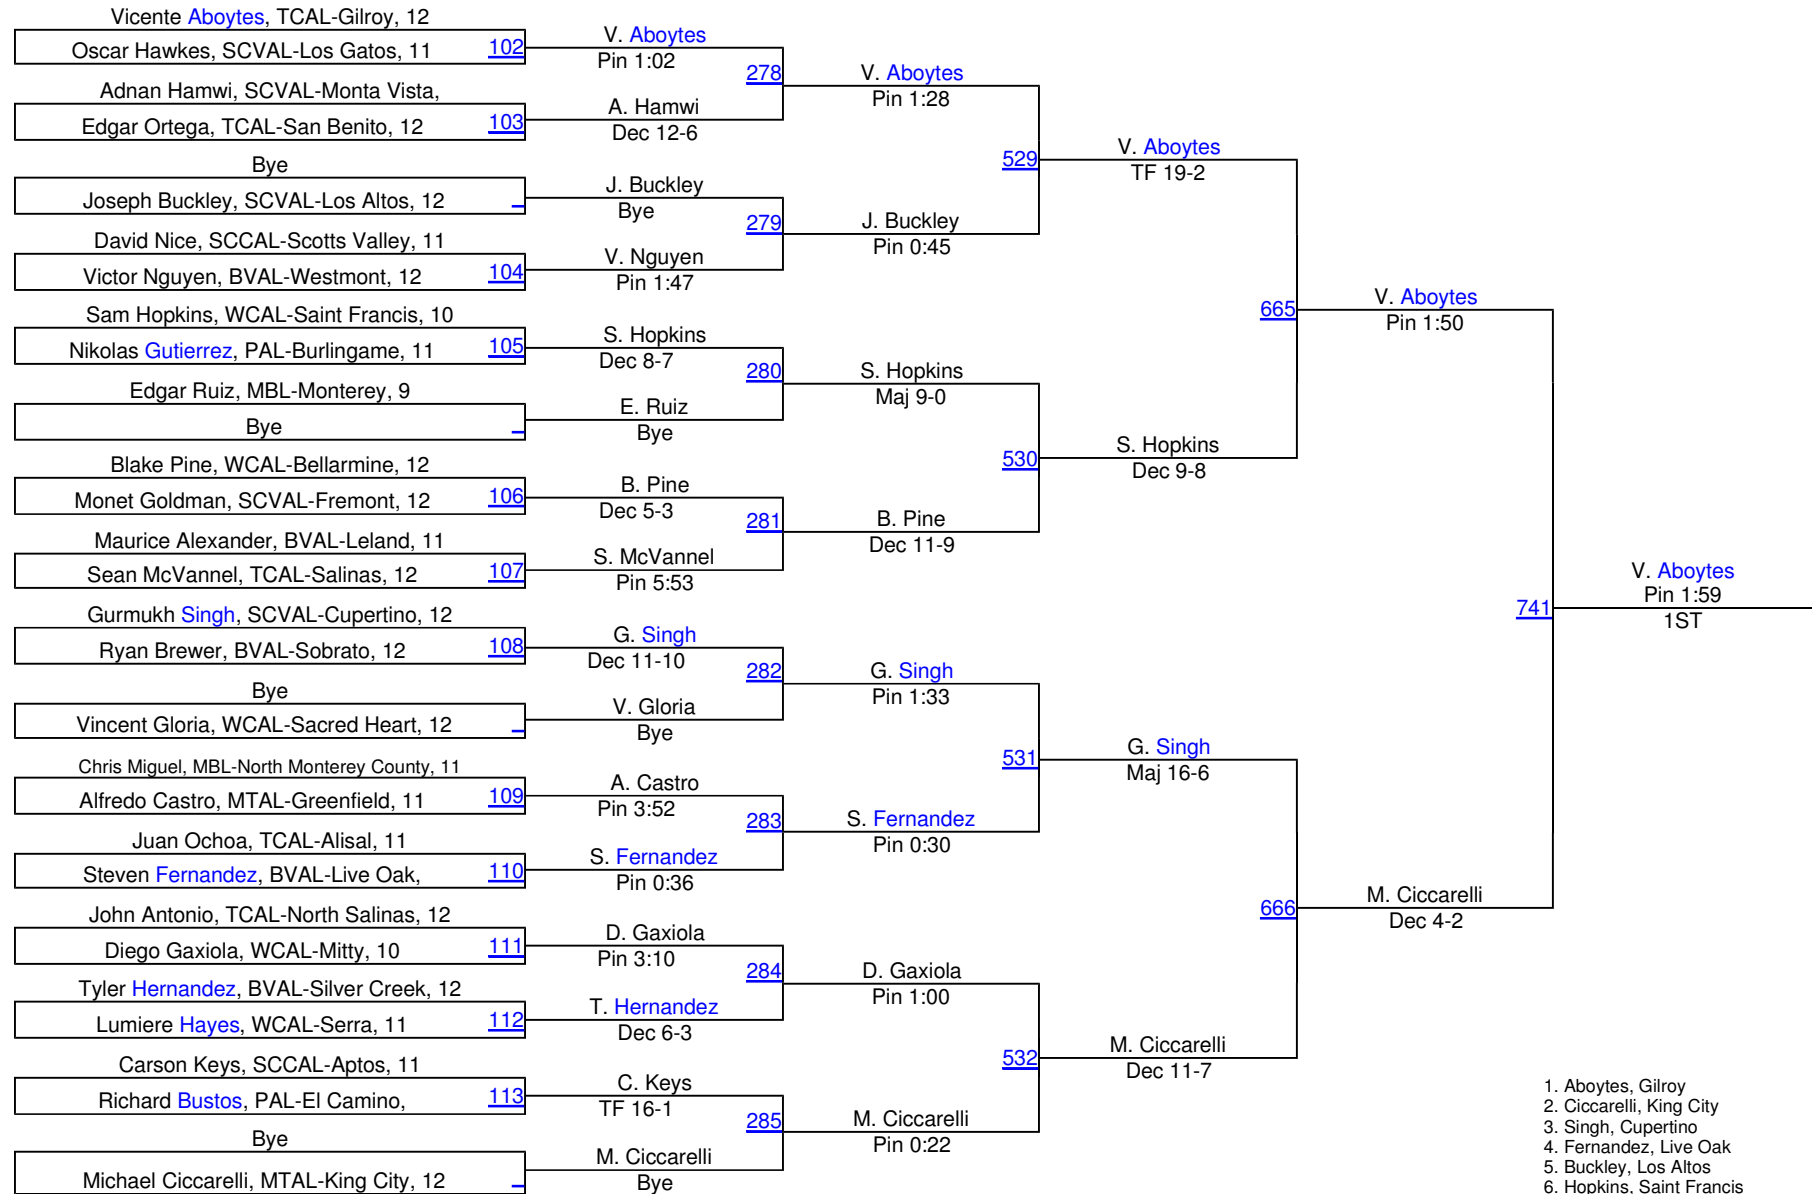 Vicente Aboytes, TCAL-Gilroy, 12
Oscar Hawkes, SCVAL-Los Gatos, 11
102
Adnan Hamwi, SCVAL-Monta Vista,
Edgar Ortega, TCAL-San Benito, 12
103
Bye
Joseph Buckley, SCVAL-Los Altos, 12
David Nice, SCCAL-Scotts Valley, 11
Victor Nguyen, BVAL-Westmont, 12
104
Sam Hopkins, WCAL-Saint Francis, 10
Nikolas Gutierrez, PAL-Burlingame, 11
105
Edgar Ruiz, MBL-Monterey, 9
Bye
Blake Pine, WCAL-Bellarmine, 12
Monet Goldman, SCVAL-Fremont, 12
106
Maurice Alexander, BVAL-Leland, 11
Sean McVannel, TCAL-Salinas, 12
107
Gurmukh Singh, SCVAL-Cupertino, 12
Ryan Brewer, BVAL-Sobrato, 12
108
Bye
Vincent Gloria, WCAL-Sacred Heart, 12
Chris Miguel, MBL-North Monterey County, 11
Alfredo Castro, MTAL-Greenfield, 11
109
Juan Ochoa, TCAL-Alisal, 11
Steven Fernandez, BVAL-Live Oak,
110
John Antonio, TCAL-North Salinas, 12
Diego Gaxiola, WCAL-Mitty, 10
111
Tyler Hernandez, BVAL-Silver Creek, 12
Lumiere Hayes, WCAL-Serra, 11
112
Carson Keys, SCCAL-Aptos, 11
Richard Bustos, PAL-El Camino,
113
Bye
Michael Ciccarelli, MTAL-King City, 12
V. Aboytes
Pin 1:02
278
A. Hamwi
Dec 12-6
J. Buckley
Bye
279
V. Nguyen
Pin 1:47
S. Hopkins
Dec 8-7
280
E. Ruiz
Bye
B. Pine
Dec 5-3
281
S. McVannel
Pin 5:53
G. Singh
Dec 11-10
282
V. Gloria
Bye
A. Castro
Pin 3:52
283
S. Fernandez
Pin 0:36
D. Gaxiola
Pin 3:10
284
T. Hernandez
Dec 6-3
C. Keys
TF 16-1
285
M. Ciccarelli
Bye
V. Aboytes
Pin 1:28
529
J. Buckley
Pin 0:45
S. Hopkins
Maj 9-0
530
B. Pine
Dec 11-9
G. Singh
Pin 1:33
531
S. Fernandez
Pin 0:30
D. Gaxiola
Pin 1:00
532
M. Ciccarelli
Pin 0:22
V. Aboytes
TF 19-2
665
S. Hopkins
Dec 9-8
G. Singh
Maj 16-6
666
M. Ciccarelli
Dec 11-7
V. Aboytes
Pin 1:50
741
M. Ciccarelli
Dec 4-2
V. Aboytes
Pin 1:59
1ST
1. Aboytes, Gilroy
2. Ciccarelli, King City
3. Singh, Cupertino
4. Fernandez, Live Oak
5. Buckley, Los Altos
6. Hopkins, Saint Francis